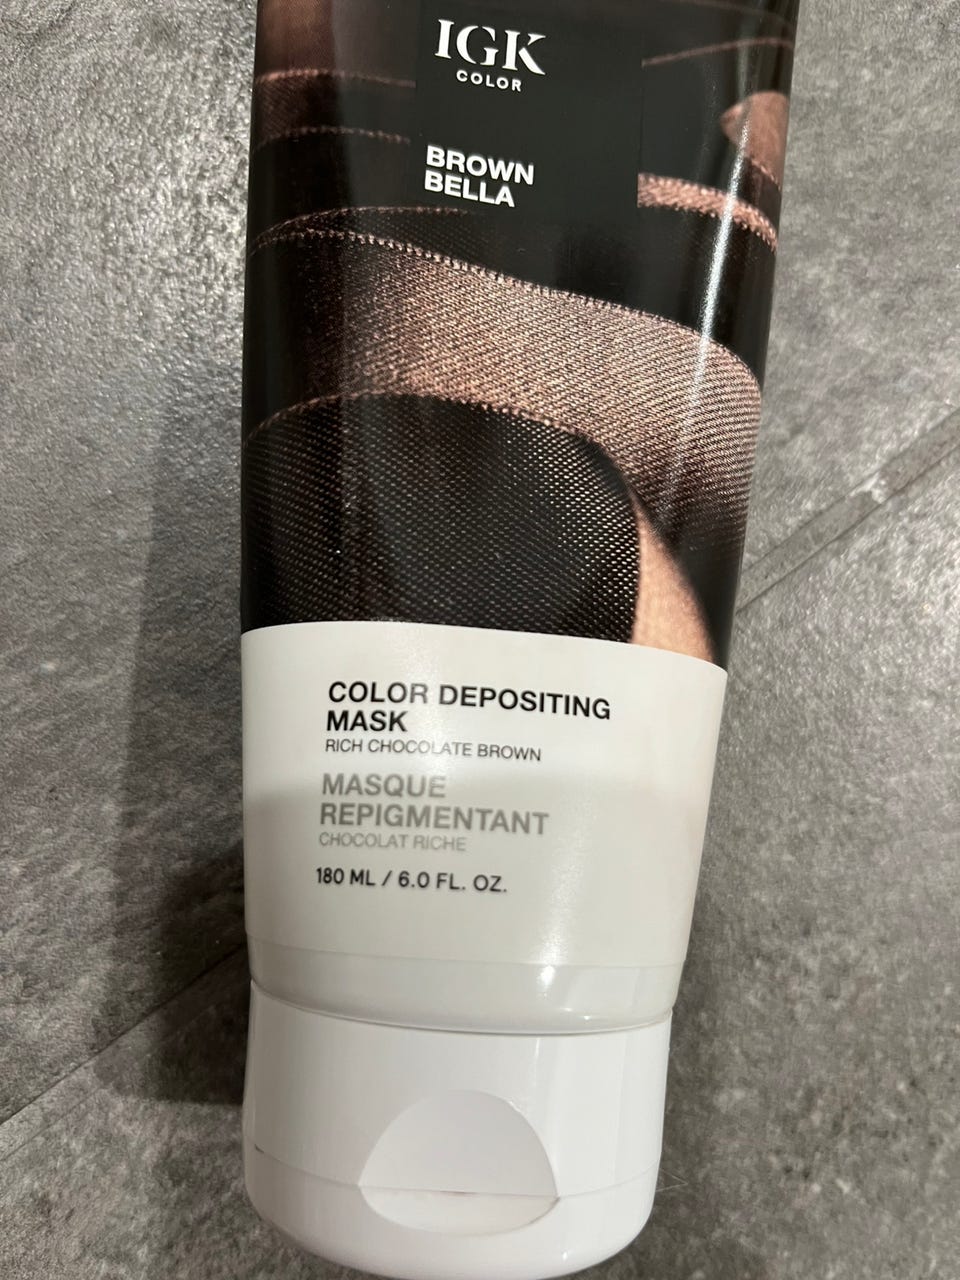 IGK
COLOR
BROWN
BELLA
COLOR DEPOSITING
MASK
RICH CHOCOLATE BROWN
MASQUE
REPIGMENTANT
CHOCOLAT RICHE
180 ML / 6.0 FL. OZ.